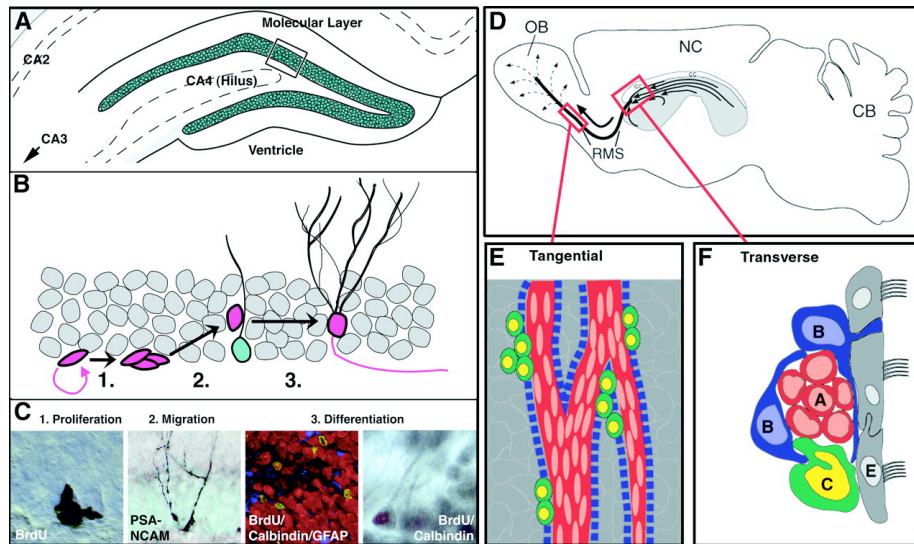 A
Molecular Layer
CA2
CA4 (Hilus)
CA3
Ventricle
B
1.
2.
3.
C
1. Proliferation
2. Migration
3. Differentiation
BrdU
PSA-
NCAM
BrdU/
Calbindin/GFAP
BrdU/
Calbindin
D
OB
NC
cc
CB
RMS
E
Tangential
F
Transverse
B
A
B
E
C